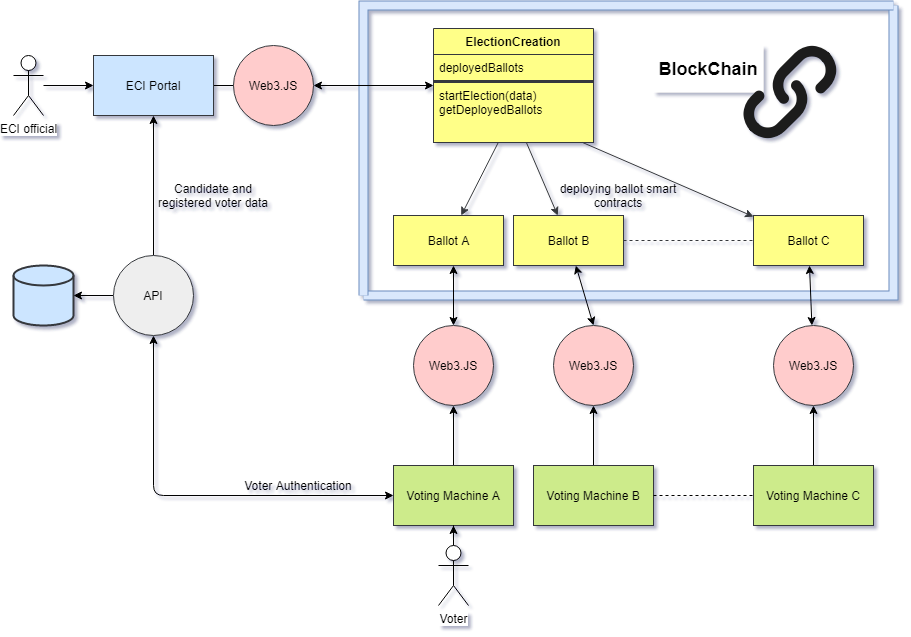 ElectionCreation
deployedBallots
startElection(data)
getDeployedBallots
BlockChain
ECI Portal
Web3.JS
ECI official
Candidate and
registered voter data
deploying ballot smart
contracts
Ballot A
Ballot B
Ballot C
API
Web3.JS
Web3.JS
Web3.JS
Voter Authentication
Voting Machine A
Voting Machine B
Voting Machine C
Voter